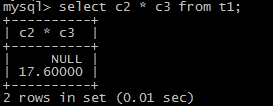 mysql> select c2 * c3 from t1;
+----------+
| c2 * c3  |
+----------+
|     NULL |
| 17.60000 |
+----------+
2 rows in set (0.01 sec)